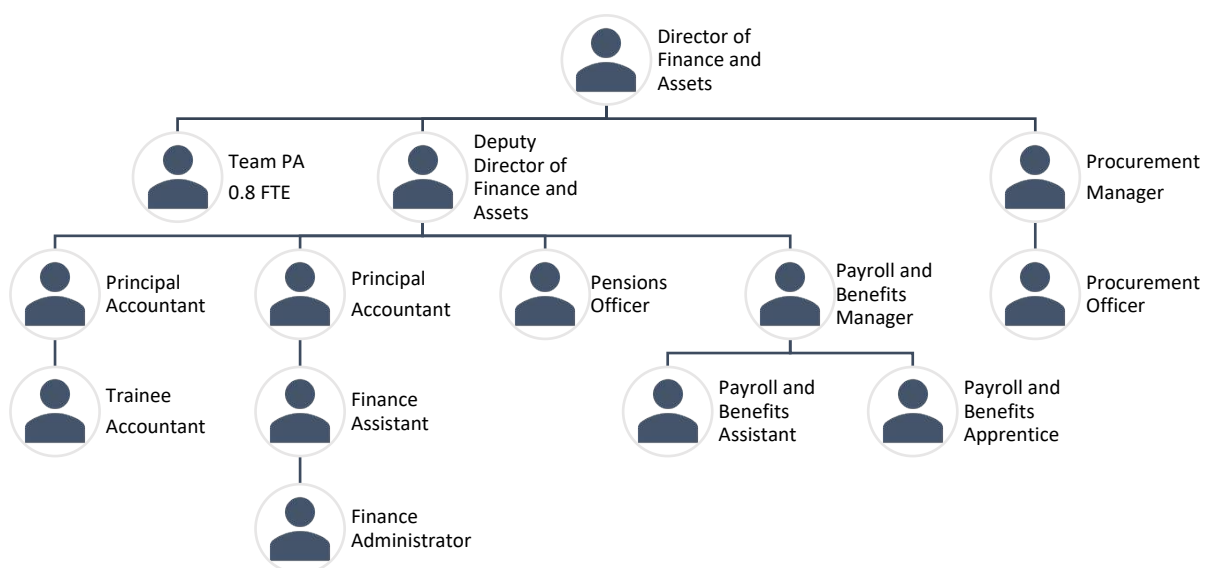 Director of
Finance and
Assets
Team PA
0.8 FTE
Deputy
Director of
Finance and
Assets
Procurement
Manager
Principal
Accountant
Principal
Accountant
Pensions
Officer
Payroll and
Benefits
Manager
Procurement
Officer
Trainee
Accountant
Finance
Assistant
Payroll and
Benefits
Assistant
Payroll and
Benefits
Apprentice
Finance
Administrator